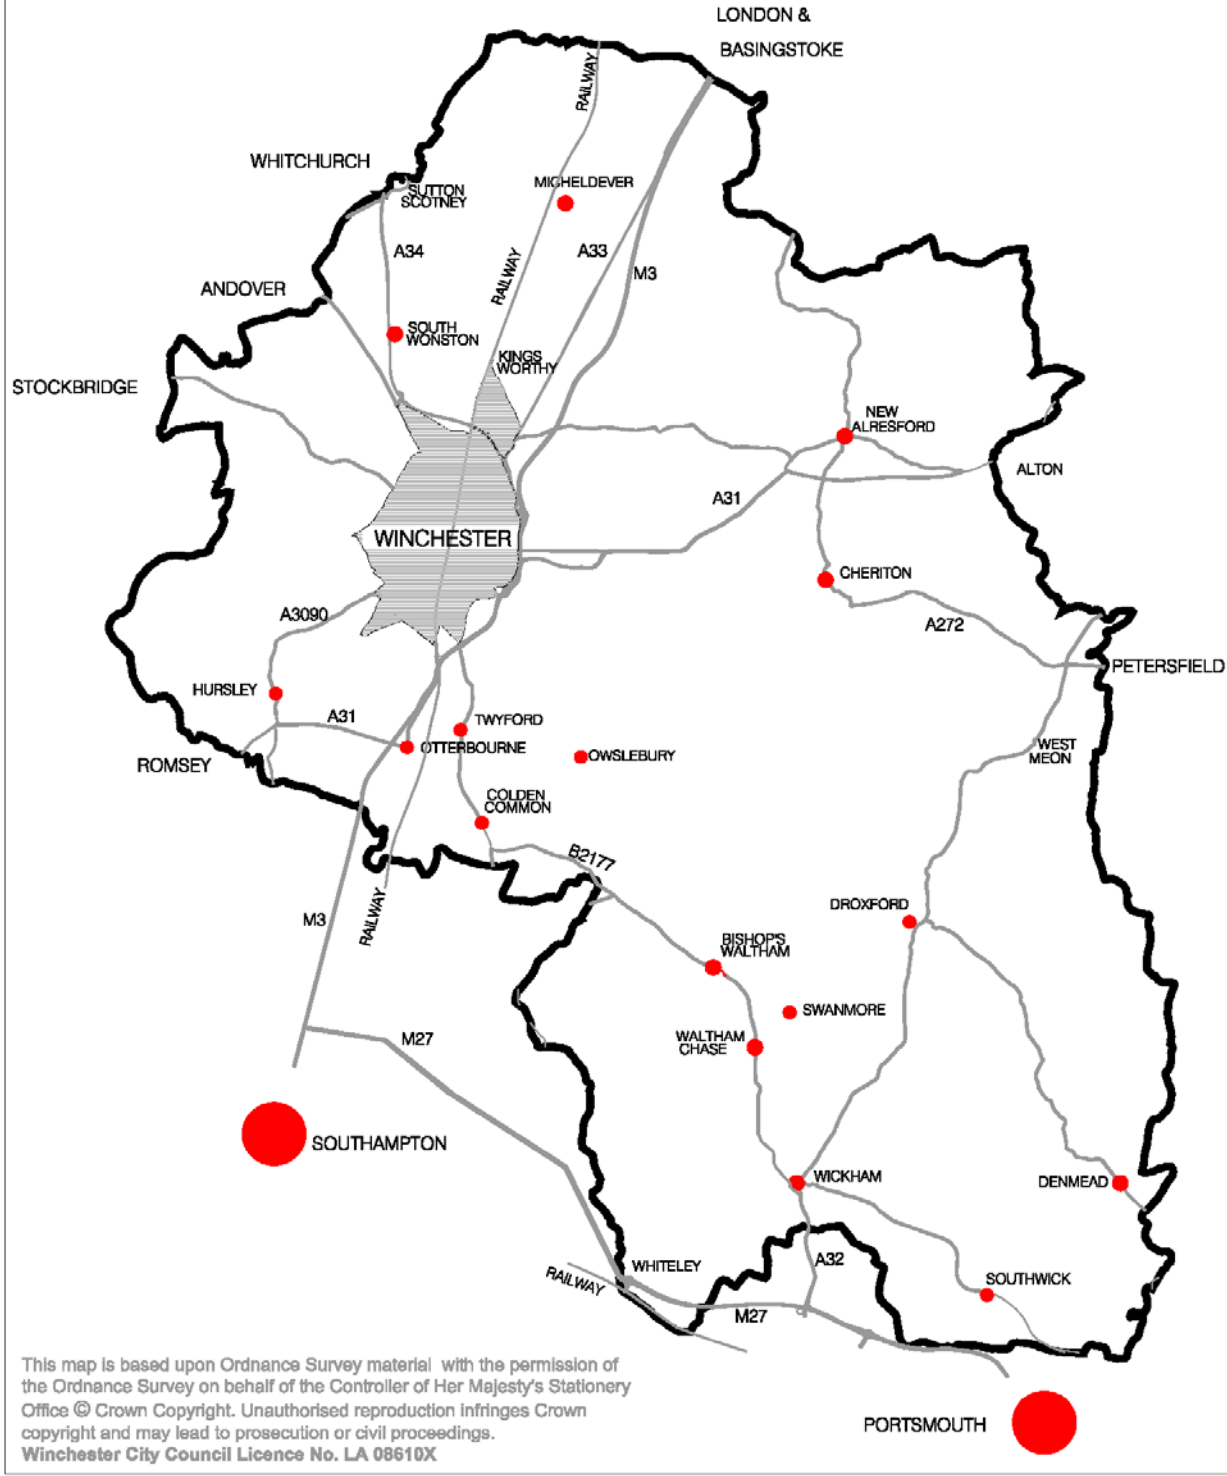 LONDON &
BASINGSTOKE
RAILWAY
WHITCHURCH
SUTTON
SCOTNEY
MICHELDEVER
A34
A33
RAILWAY
M3
ANDOVER
SOUTH
WONSTON
KINGS
WORTHY
STOCKBRIDGE
NEW
ALRESFORD
ALTON
A31
WINCHESTER
CHERITON
A3090
A272
PETERSFIELD
HURSLEY
A31
TWYFORD
OTTERBOURNE
OWSLEBURY
WEST
MEON
ROMSEY
COLDEN
COMMON
B2177
DROXFORD
M3
RAILWAY
BISHOP'S
WALTHAM
SWANMORE
M27
WALTHAM
CHASE
SOUTHAMPTON
WICKHAM
DENMEAD
WHITELEY
A32
RAILWAY
SOUTHWICK
M27
This map is based upon Ordnance Survey material with the permission of
the Ordnance Survey on behalf of the Controller of Her Majesty's Stationery
Office © Crown Copyright. Unauthorised reproduction infringes Crown
copyright and may lead to prosecution or civil proceedings.
Winchester City Council Licence No. LA 08610X
PORTSMOUTH